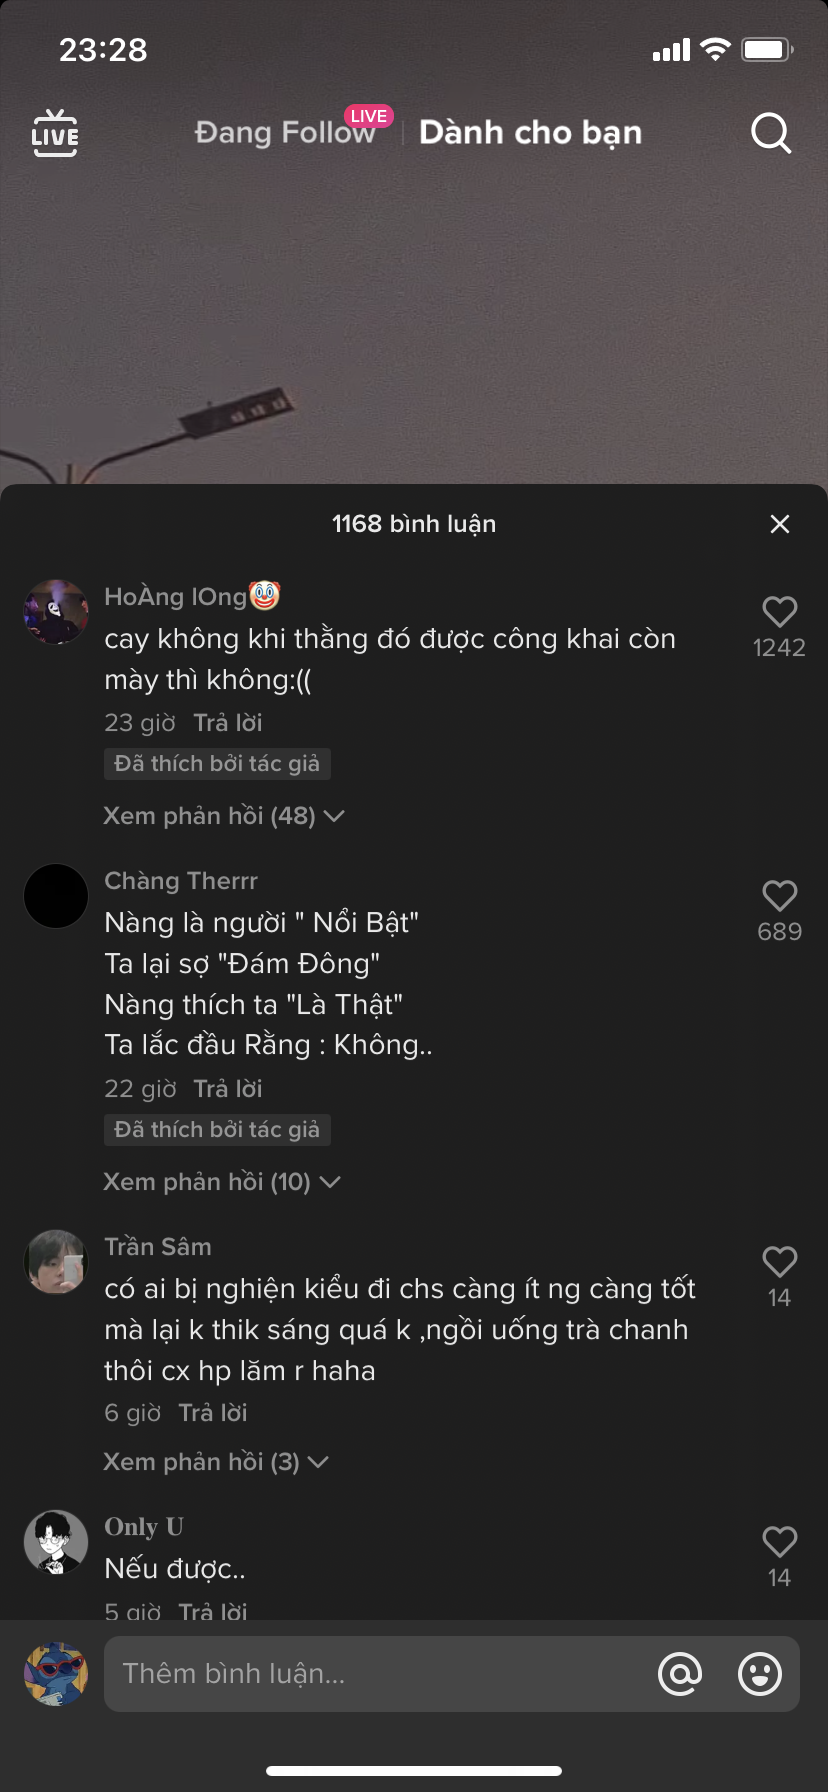 23:28
LIVE
Đang Follow
LIVE
Dành cho bạn
1168 bình luận
HoÀng lOng🤡
cay không khi thằng đó được công khai còn
mày thì không:((
1242
23 giờ Trả lời
Đã thích bởi tác giả
Xem phản hồi (48)
Chàng Therrr
Nàng là người " Nổi Bật"
689
Ta lại sợ "Đám Đông"
Nàng thích ta "Là Thật"
Ta lắc đầu Rằng : Không..
22 giờ Trả lời
Đã thích bởi tác giả
Xem phản hồi (10)
Trần Sâm
có ai bị nghiện kiểu đi chs càng ít ng càng tốt
14
mà lại k thik sáng quá k ,ngồi uống trà chanh
thôi cx hp lăm r haha
6 giờ Trả lời
Xem phản hồi (3)
Only U
Nếu được..
14
5 giờ Trả lời
Thêm bình luận...